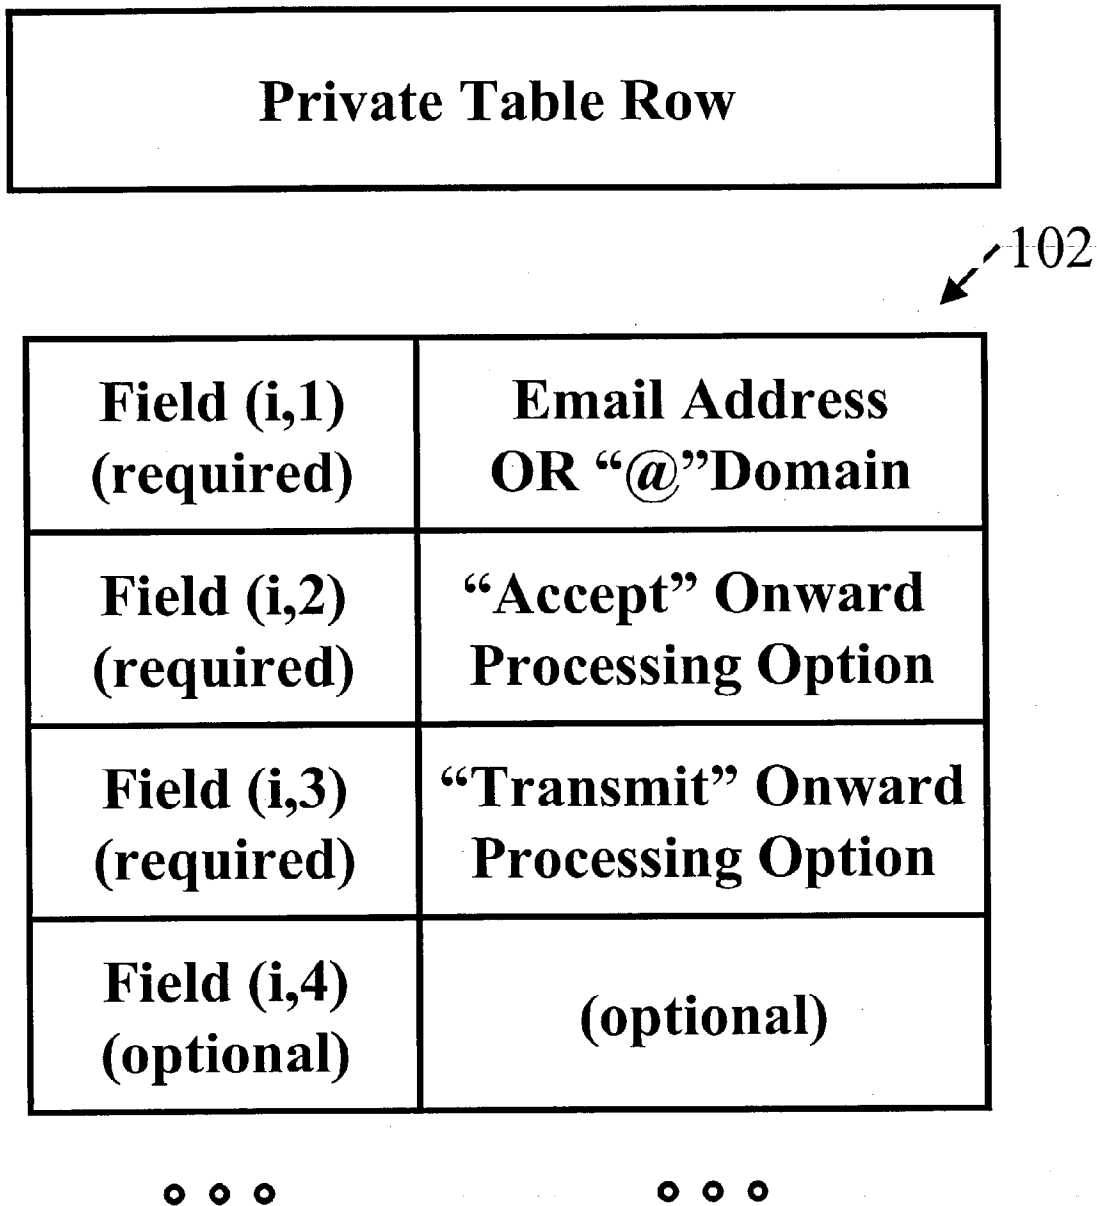 Private Table Row
102
Field (i,1)
(required)
Email Address
OR “@”Domain
Field (i,2)
(required)
“Accept” Onward
Processing Option
Field (i,3)
(required)
“Transmit” Onward
Processing Option
Field (i,4)
(optional)
(optional)